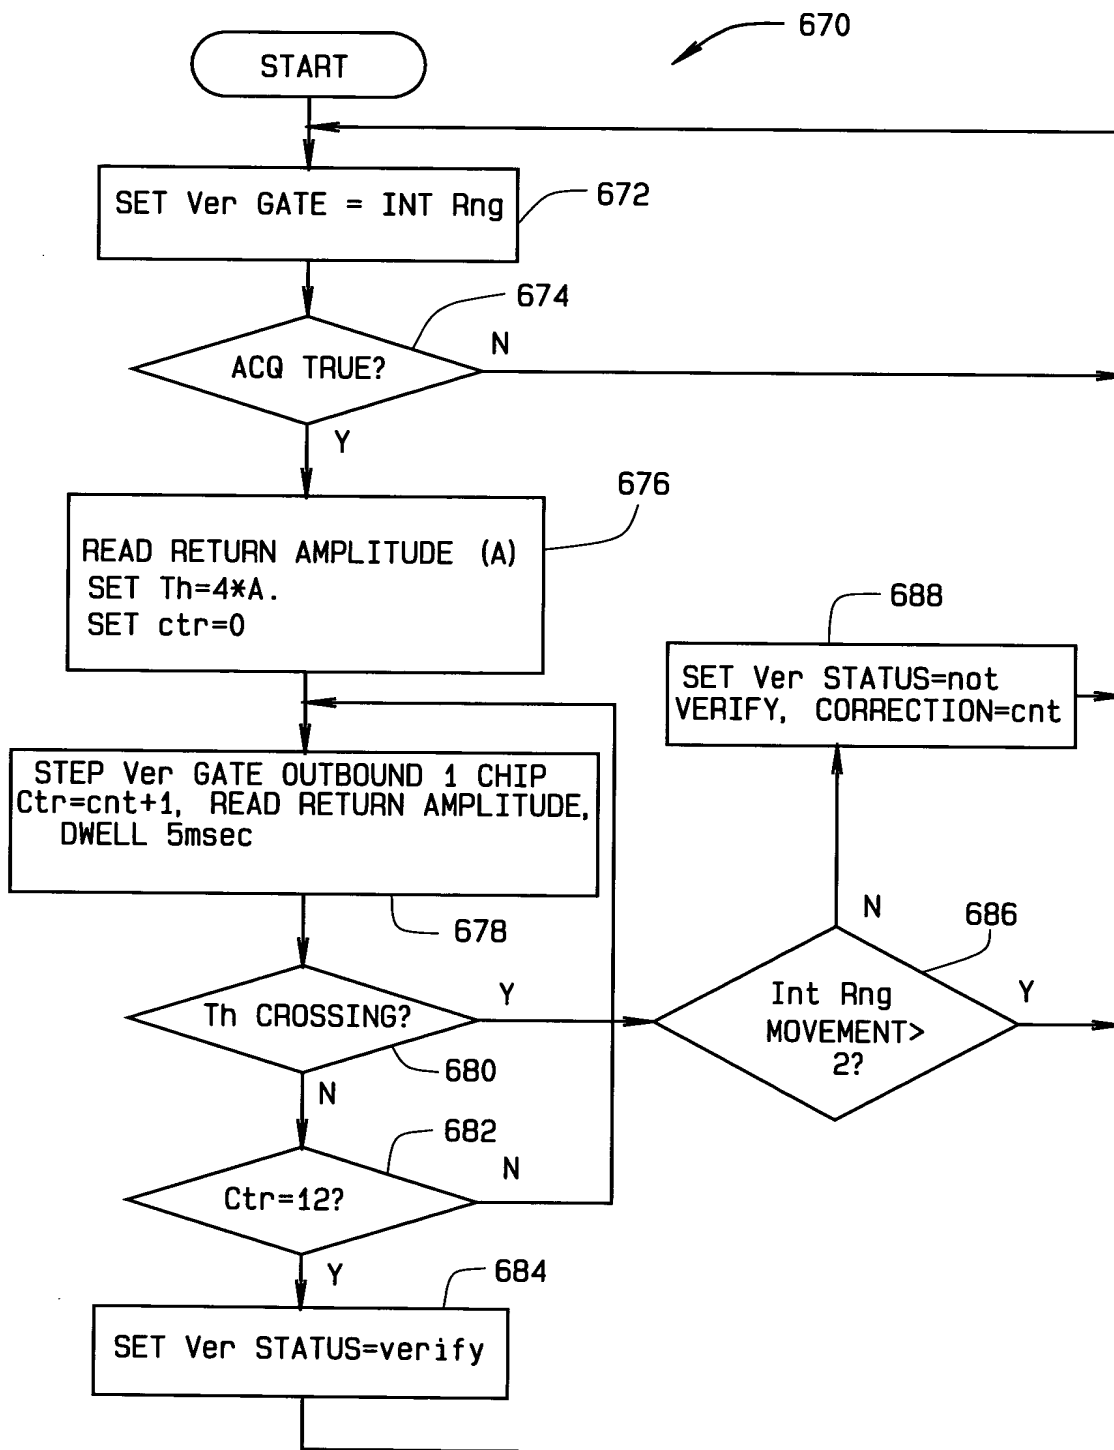 670
START
SET Ver GATE = INT Rng
672
674
ACQ TRUE?
N
Y
676
READ RETURN AMPLITUDE (A)
SET Th=4*A.
SET ctr=0
688
SET Ver STATUS=not
VERIFY, CORRECTION=cnt
STEP Ver GATE OUTBOUND 1 CHIP
Ctr=cnt+1, READ RETURN AMPLITUDE,
DWELL 5msec
678
N
686
Th CROSSING?
Y
Int Rng
MOVEMENT>
2?
Y
680
N
682
Ctr=12?
N
Y
684
SET Ver STATUS=verify